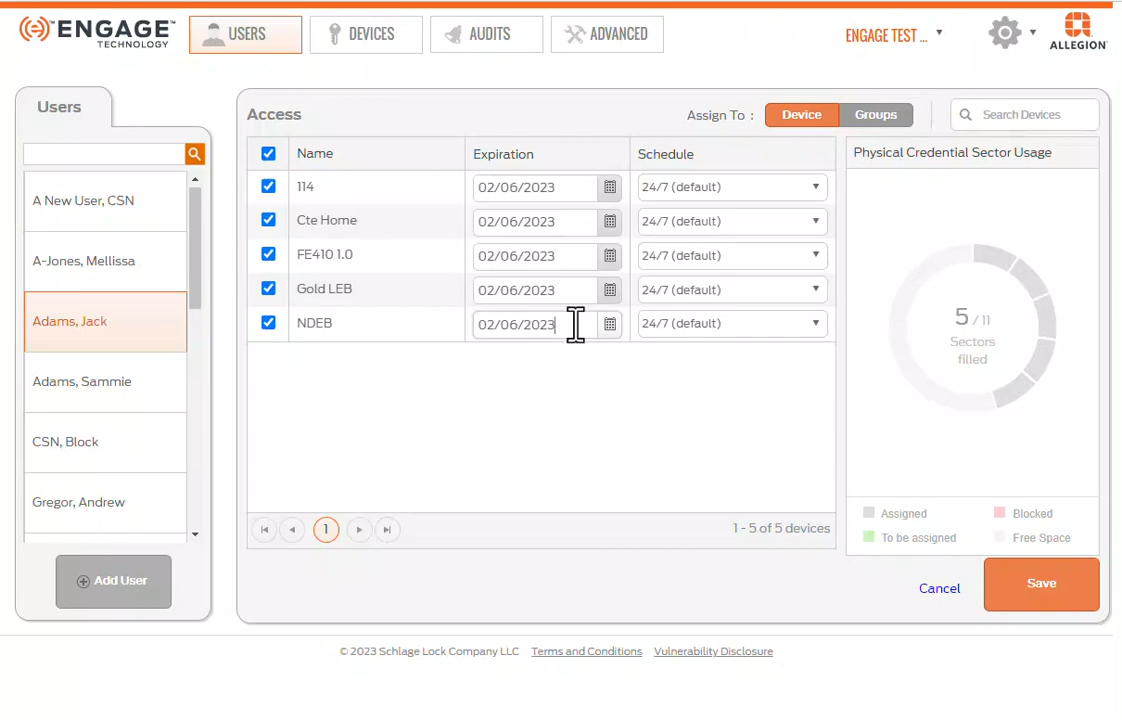 ENGAGE™
TECHNOLOGY
USERS
DEVICES
AUDITS
ADVANCED
ENGAGE TEST ...
ALLEGION
Users
Access
Assign To :
Device
Groups
Search Devices
Name
Expiration
Schedule
Physical Credential Sector Usage
A New User, CSN
A-Jones, Mellissa
Adams, Jack
Adams, Sammie
CSN, Block
Gregor, Andrew
Add User
114
02/06/2023
24/7 (default)
Cte Home
02/06/2023
24/7 (default)
FE410 1.0
02/06/2023
24/7 (default)
Gold LEB
02/06/2023
24/7 (default)
NDEB
02/06/2023
24/7 (default)
5 / 11
Sectors
filled
1
1 - 5 of 5 devices
Assigned
Blocked
To be assigned
Free Space
Cancel
Save
© 2023 Schlage Lock Company LLC Terms and Conditions Vulnerability Disclosure